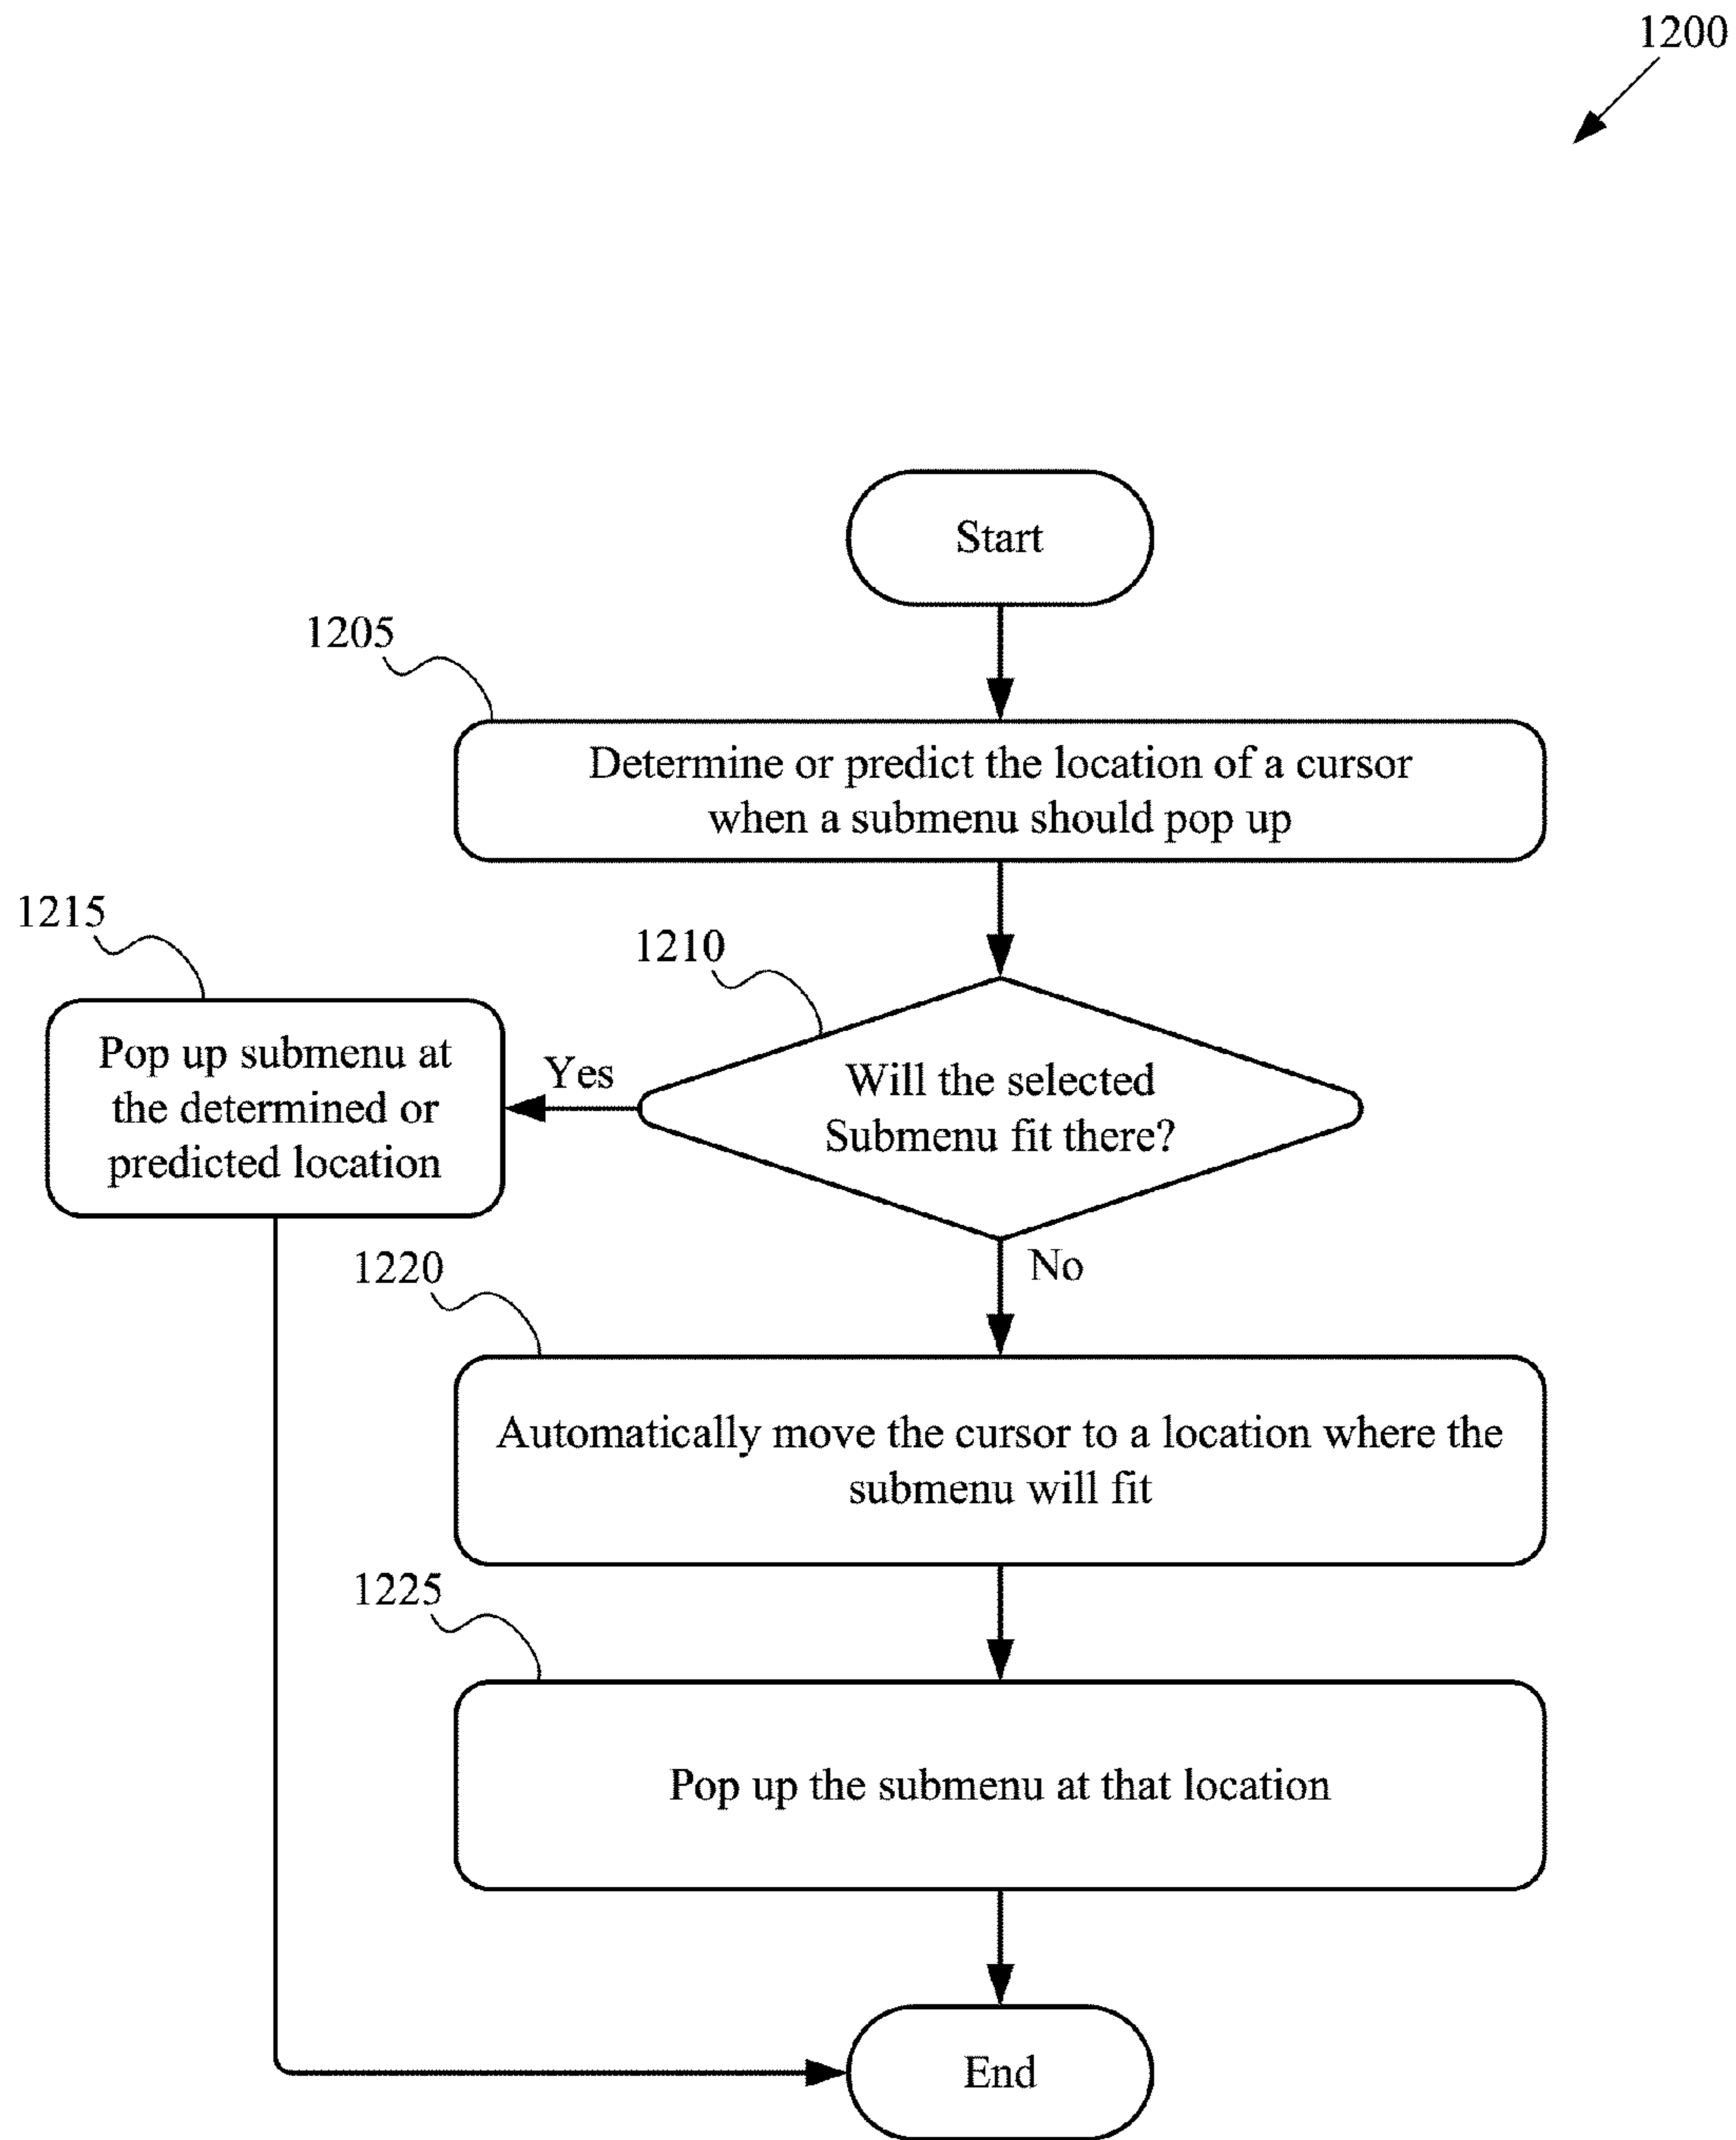 1200
Start
1205
Determine or predict the location of a cursor
when a submenu should pop up
1215
1210
Pop up submenu at
the determined or
predicted location
Yes
Will the selected
Submenu fit there?
No
1220
Automatically move the cursor to a location where the
submenu will fit
1225
Pop up the submenu at that location
End